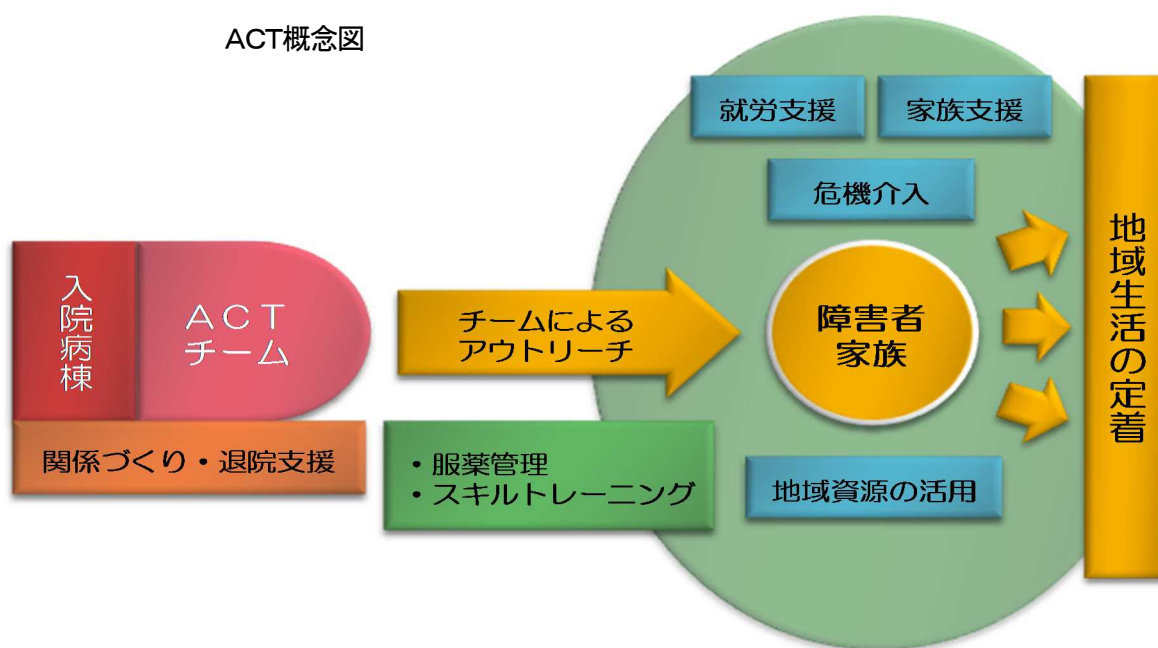 ACT概念図
就労支援
家族支援
危機介入
入院病棟
ACT
チーム
チームによる
アウトリーチ
障害者
家族
地域生活の定着
関係づくり・退院支援
・服薬管理
・スキルトレーニング
地域資源の活用